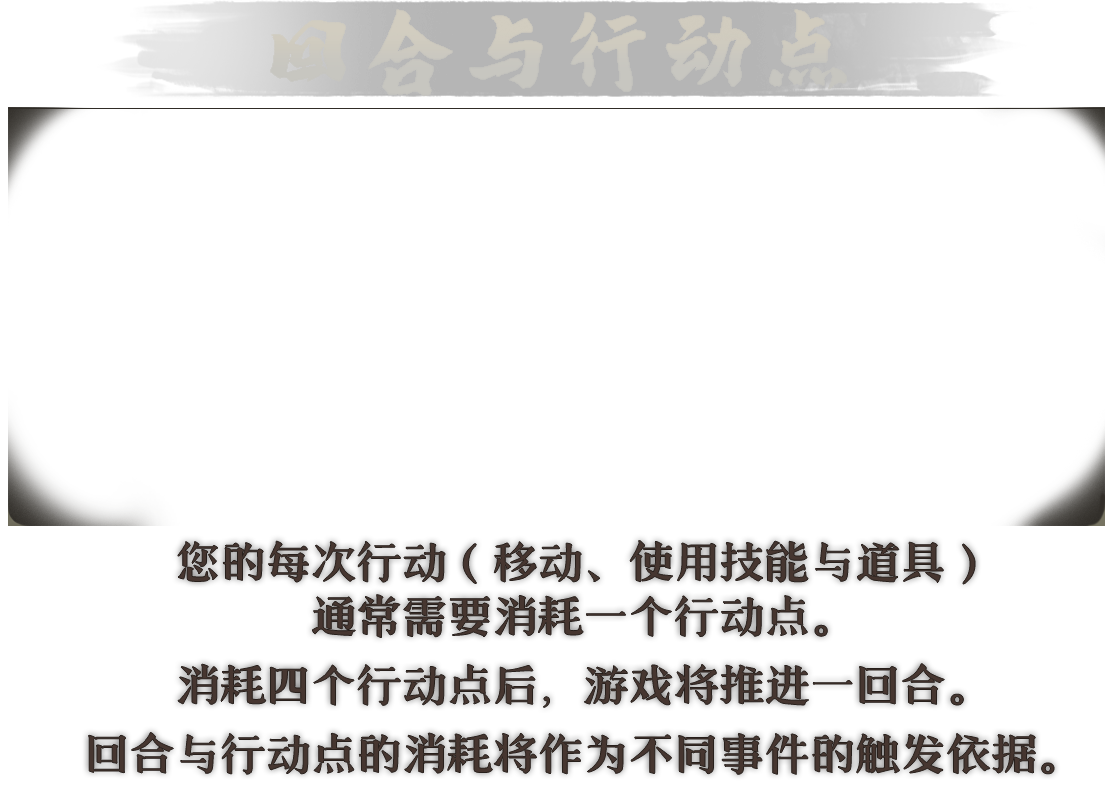 回合与行动点
您的每次行动（移动、使用技能与道具）
通常需要消耗一个行动点。
消耗四个行动点后，游戏将推进一回合。
回合与行动点的消耗将作为不同事件的触发依据。